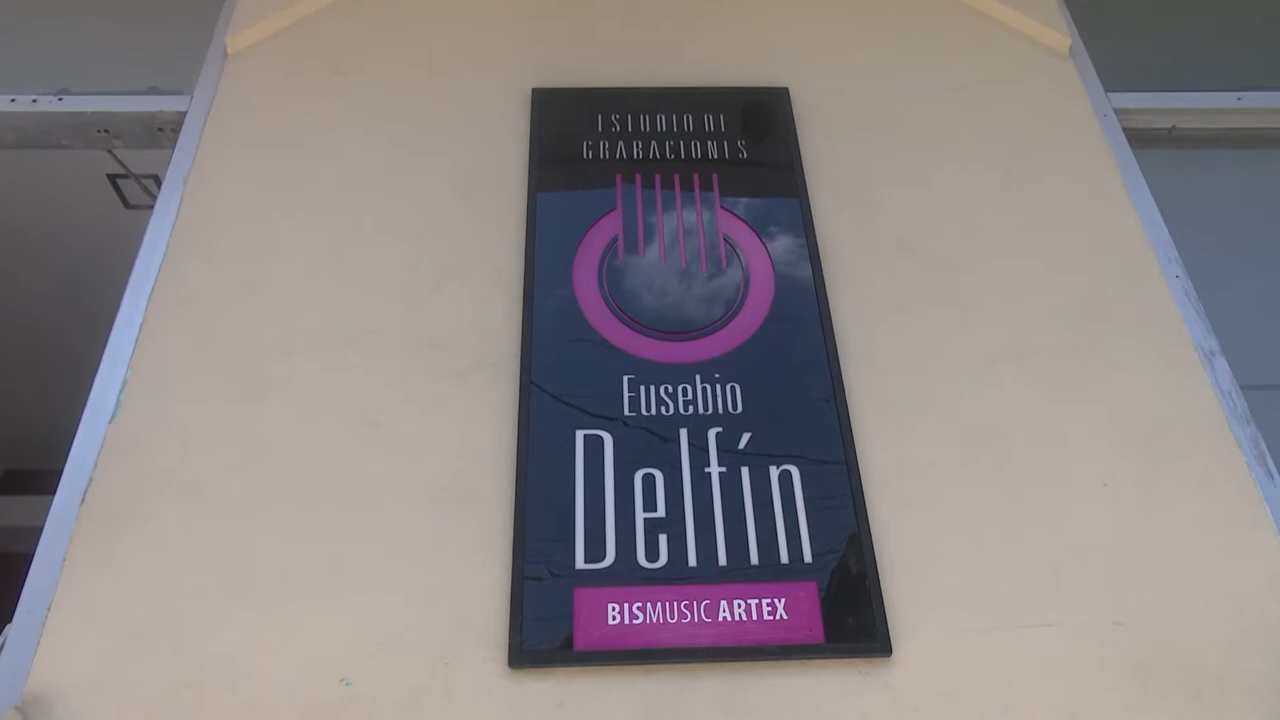 ESTUDIO DE
GRABACIONES
Eusebio
Delfín
BISMUSIC ARTEX